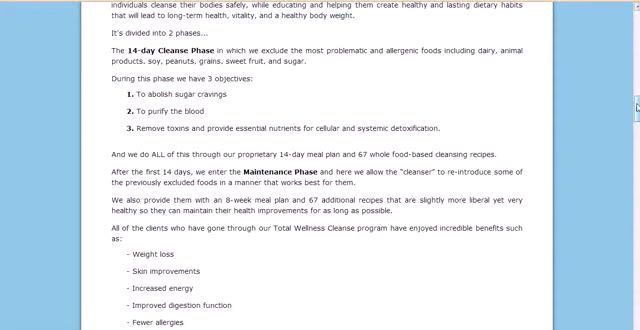 individuals cleanse their bodies safely, while educating and helping them create healthy and lasting dietary habits
that will lead to long-term health, vitality, and a healthy body weight.
It's divided into 2 phases...
The 14-day Cleanse Phase in which we exclude the most problematic and allergenic foods including dairy, animal
products, soy, peanuts, grains, sweet fruit, and sugar.
During this phase we have 3 objectives:
1. To abolish sugar cravings
2. To purify the blood
3. Remove toxins and provide essential nutrients for cellular and systemic detoxification.
And we do ALL of this through our proprietary 14-day meal plan and 67 whole food-based cleansing recipes.
After the first 14 days, we enter the Maintenance Phase and here we allow the "cleanser" to re-introduce some of
the previously excluded foods in a manner that works best for them.
We also provide them with an 8-week meal plan and 67 additional recipes that are slightly more liberal yet very
healthy so they can maintain their health improvements for as long as possible.
All of the clients who have gone through our Total Wellness Cleanse program have enjoyed incredible benefits such
as:
- Weight loss
- Skin improvements
- Increased energy
- Improved digestion function
- Fewer allergies